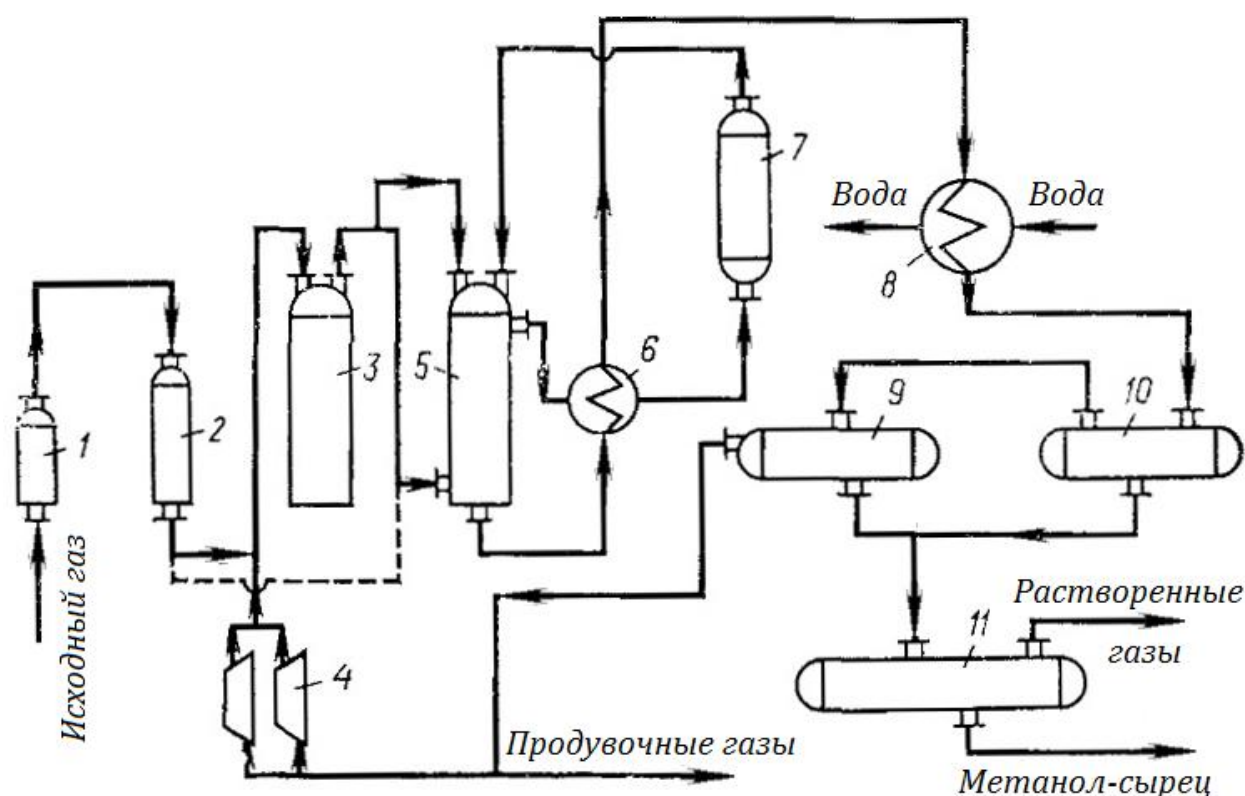 7
Вода
Вода
8
6
3
5
2
1
9
10
Исходный газ
Растворенные
газы
11
4
Продувочные газы
Метанол-сырец